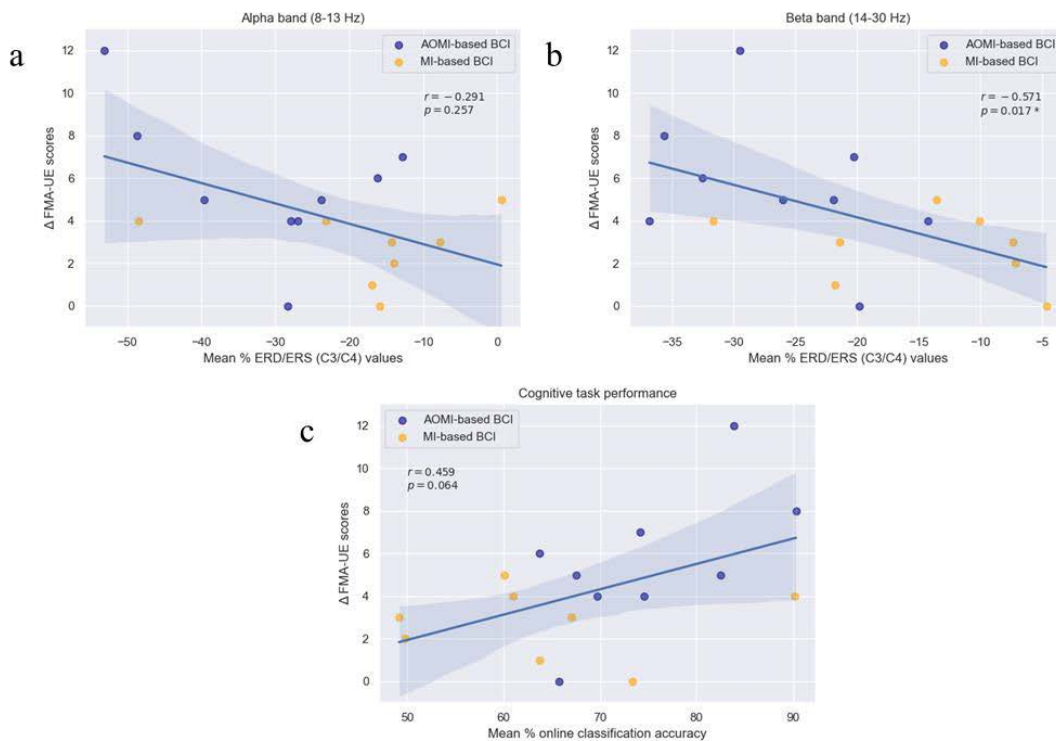 a
Alpha band (8-13 Hz)
AOMI-based BCI
MI-based BCI
r = −0.291
p = 0.257
Δ FMA-UE scores
12
10
8
6
4
2
0
−50 −40 −30 −20 −10 0
Mean % ERD/ERS (C3/C4) values
b
Beta band (14-30 Hz)
AOMI-based BCI
MI-based BCI
r = −0.571
p = 0.017 *
Δ FMA-UE scores
12
10
8
6
4
2
0
−35 −30 −25 −20 −15 −10 −5
Mean % ERD/ERS (C3/C4) values
c
Cognitive task performance
AOMI-based BCI
MI-based BCI
r = 0.459
p = 0.064
Δ FMA-UE scores
12
10
8
6
4
2
0
50 60 70 80 90
Mean % online classification accuracy